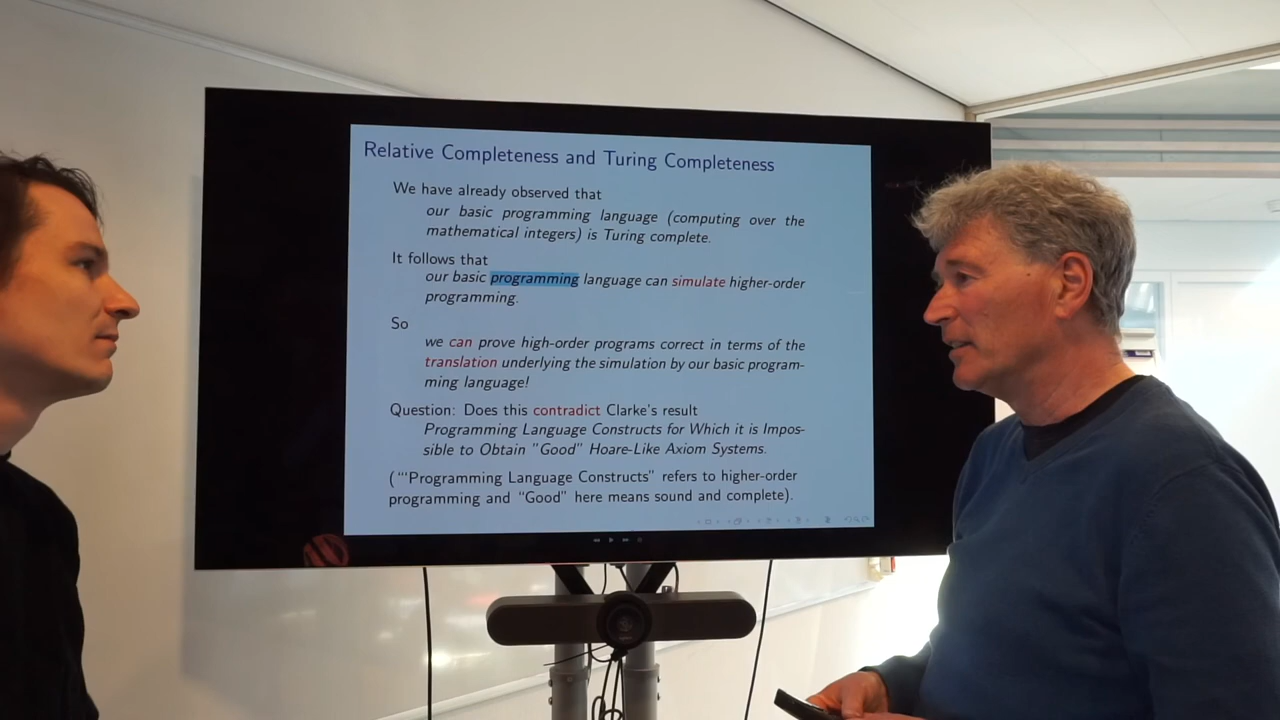 Relative Completeness and Turing Completeness
We have already observed that
our basic programming language (computing over the
mathematical integers) is Turing complete.
It follows that
our basic programming language can simulate higher-order
programming.
So
we can prove high-order programs correct in terms of the
translation underlying the simulation by our basic program-
ming language!
Question: Does this contradict Clarke's result
Programming Language Constructs for Which it is Impos-
sible to Obtain "Good" Hoare-Like Axiom Systems.
("'Programming Language Constructs" refers to higher-order
programming and "Good" here means sound and complete).